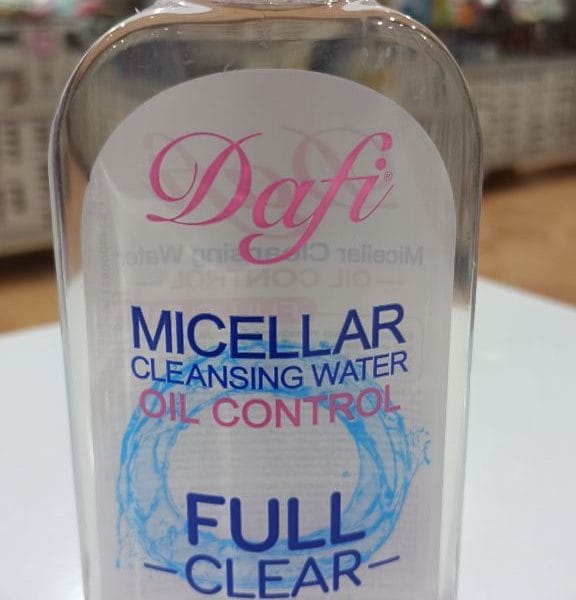 Dafi®
MICELLAR
CLEANSING WATER
OIL CONTROL
FULL
CLEAR